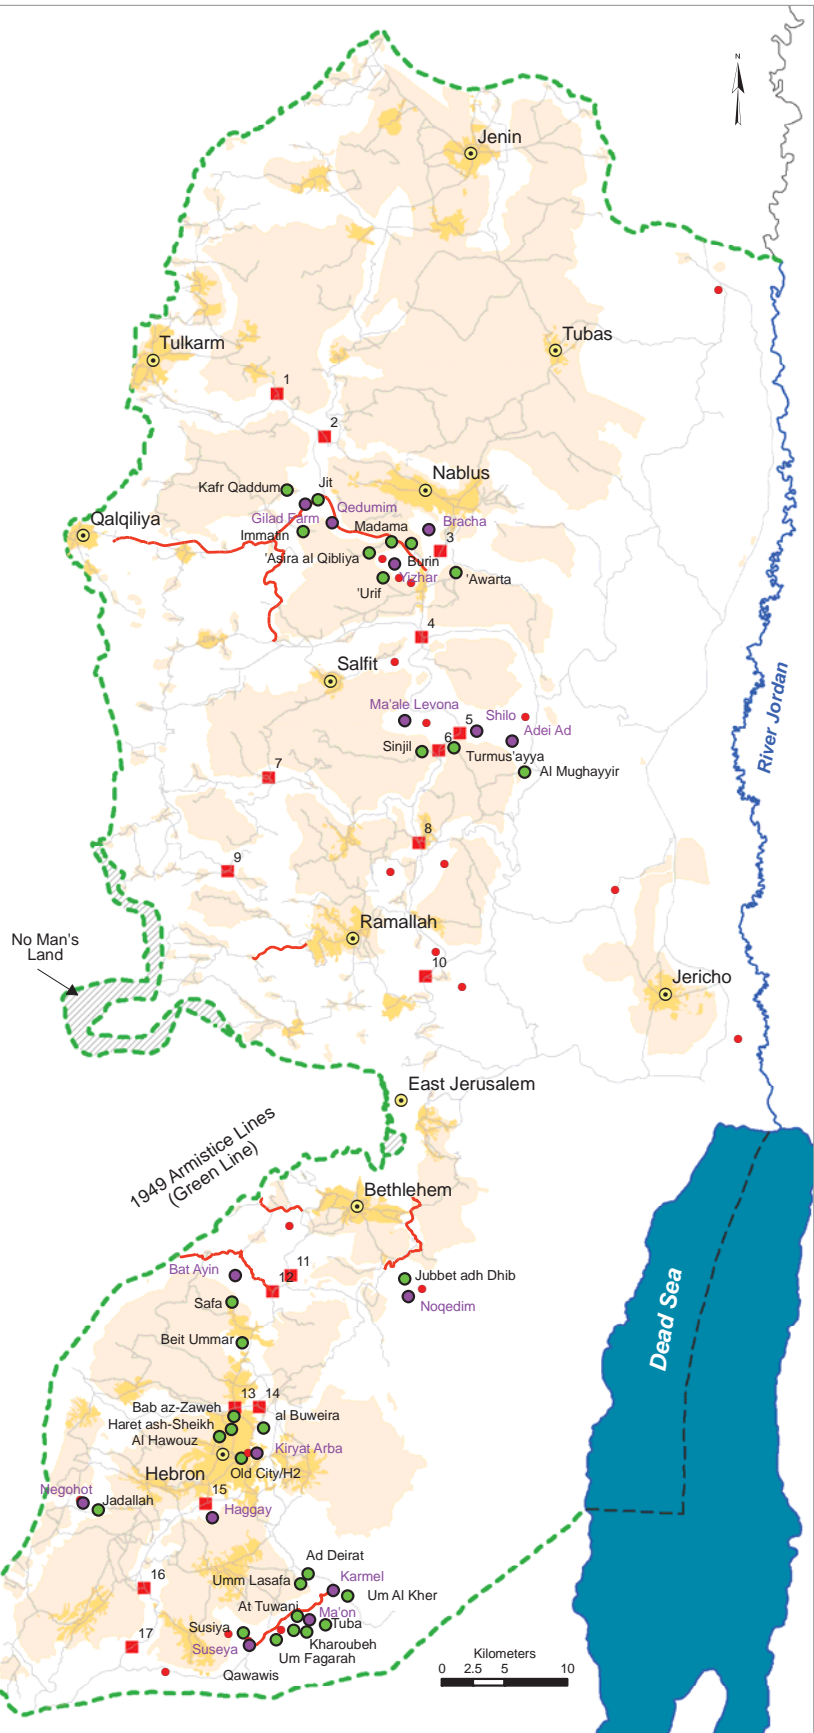 N
Jenin
Tulkarm
Tubas
1
2
Nablus
Kafr Qaddum
Jit
Qedumim
Gilad Farm
Qalqiliya
Madama
Bracha
Immatin
3
'Asira al Qibliya
Burin
Yizhar
'Awarta
'Urif
4
Salfit
River Jordan
Ma'ale Levona
5
Shilo
Adei Ad
6
Sinjil
Turmus'ayya
Al Mughayyir
7
8
9
Ramallah
No Man's
Land
10
Jericho
East Jerusalem
1949 Armistice Lines
(Green Line)
Bethlehem
Bat Ayin
11
12
Jubbet adh Dhib
Noqedim
Safa
Dead Sea
Beit Ummar
13
14
Bab az-Zaweh
al Buweira
Haret ash-Sheikh
Al Hawouz
Kiryat Arba
Hebron
Old City/H2
Negohot
Jadallah
15
Haggay
Ad Deirat
16
Umm Lasafa
Karmel
Um Al Kher
At Tuwani
Ma'on
Susiya
Tuba
17
Suseya
Kharoubeh
Um Fagarah
Qawawis
Kilometers
0 2.5 5 10